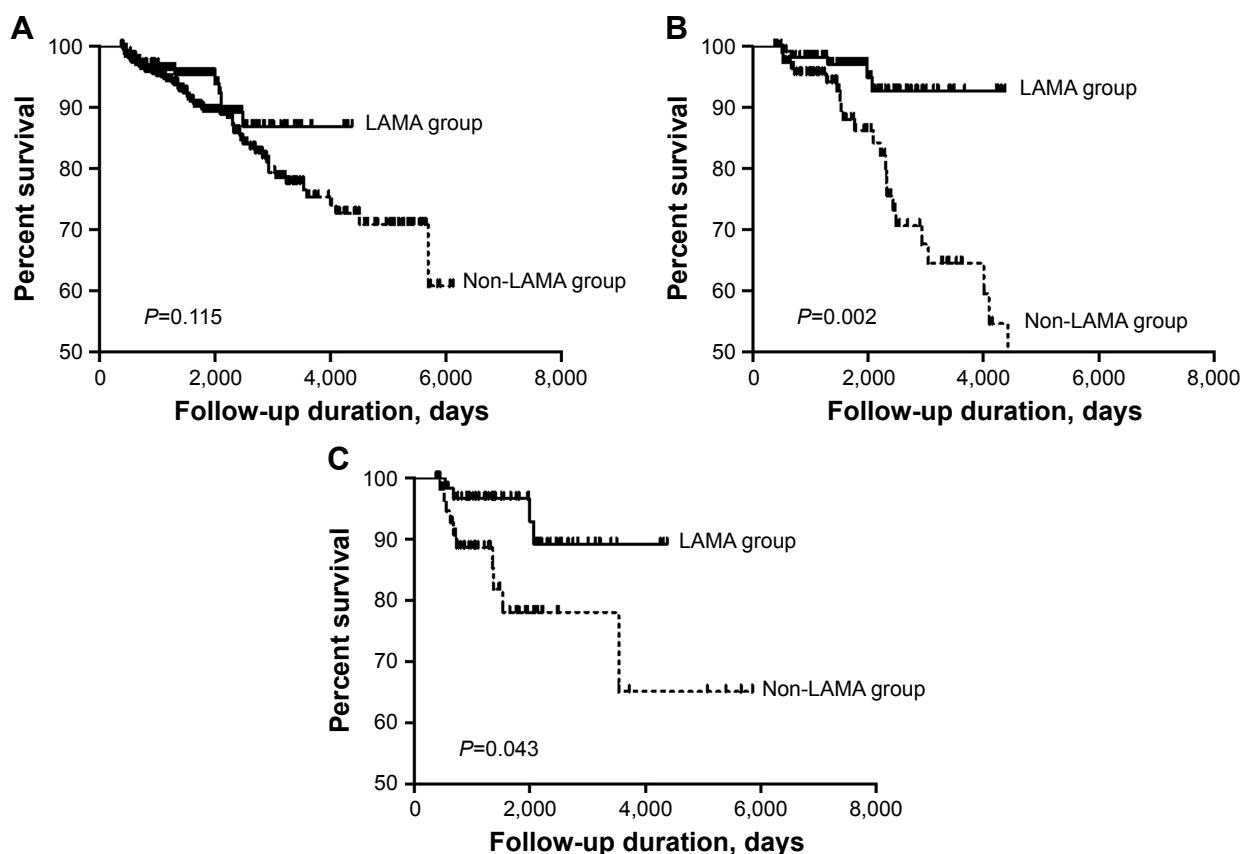 A
100
90
80
70
60
50
Percent survival
LAMA group
Non-LAMA group
P=0.115
0
2,000
4,000
6,000
8,000
Follow-up duration, days
B
100
90
80
70
60
50
Percent survival
LAMA group
Non-LAMA group
P=0.002
0
2,000
4,000
6,000
8,000
Follow-up duration, days
C
100
90
80
70
60
50
Percent survival
LAMA group
Non-LAMA group
P=0.043
0
2,000
4,000
6,000
8,000
Follow-up duration, days